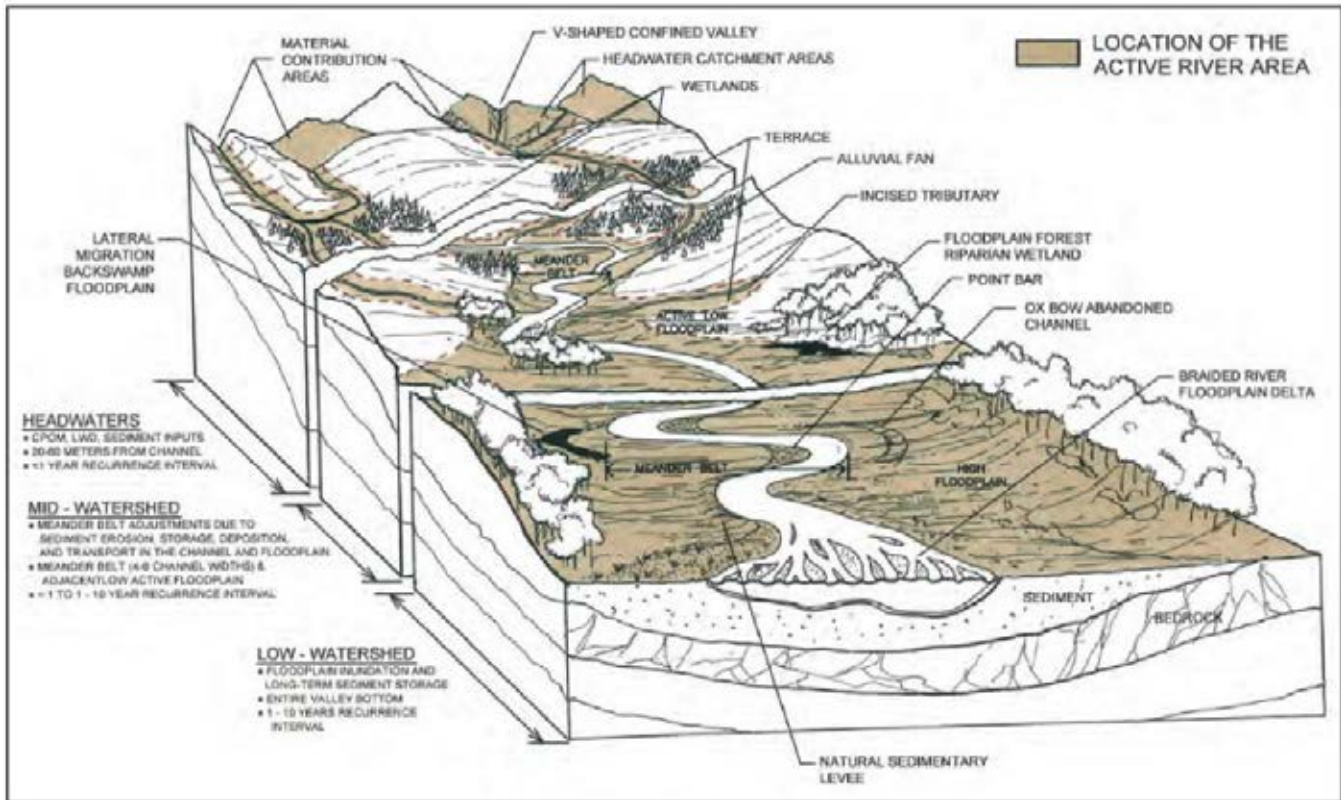 V-SHAPED CONFINED VALLEY
MATERIAL
CONTRIBUTION
AREAS
HEADWATER CATCHMENT AREAS
WETLANDS
LOCATION OF THE
ACTIVE RIVER AREA
TERRACE
ALLUVIAL FAN
INCISED TRIBUTARY
LATERAL
MIGRATION
BACKSWAMP
FLOODPLAIN
FLOODPLAIN FOREST
RIPARIAN WETLAND
POINT BAR
OX BOW ABANDONED
CHANNEL
BRAIDED RIVER
FLOODPLAIN DELTA
MEANDER
BELT
ACTIVE LOW
FLOODPLAIN
MEANDER BELT
HIGH
FLOODPLAIN
SEDIMENT
BEDROCK
HEADWATERS
• CPOM, LWD, SEDIMENT INPUTS
• 20-60 METERS FROM CHANNEL
• <1 YEAR RECURRENCE INTERVAL
MID - WATERSHED
• MEANDER BELT ADJUSTMENTS DUE TO
SEDIMENT EROSION, STORAGE, DEPOSITION,
AND TRANSPORT IN THE CHANNEL AND FLOODPLAIN
• MEANDER BELT (4-8 CHANNEL WIDTHS) &
ADJACENTLOW ACTIVE FLOODPLAIN
• < 1 TO 1 - 10 YEAR RECURRENCE INTERVAL
LOW - WATERSHED
• FLOODPLAIN INUNDATION AND
LONG-TERM SEDIMENT STORAGE
• ENTIRE VALLEY BOTTOM
• 1 - 10 YEARS RECURRENCE
INTERVAL
NATURAL SEDIMENTARY
LEVEE